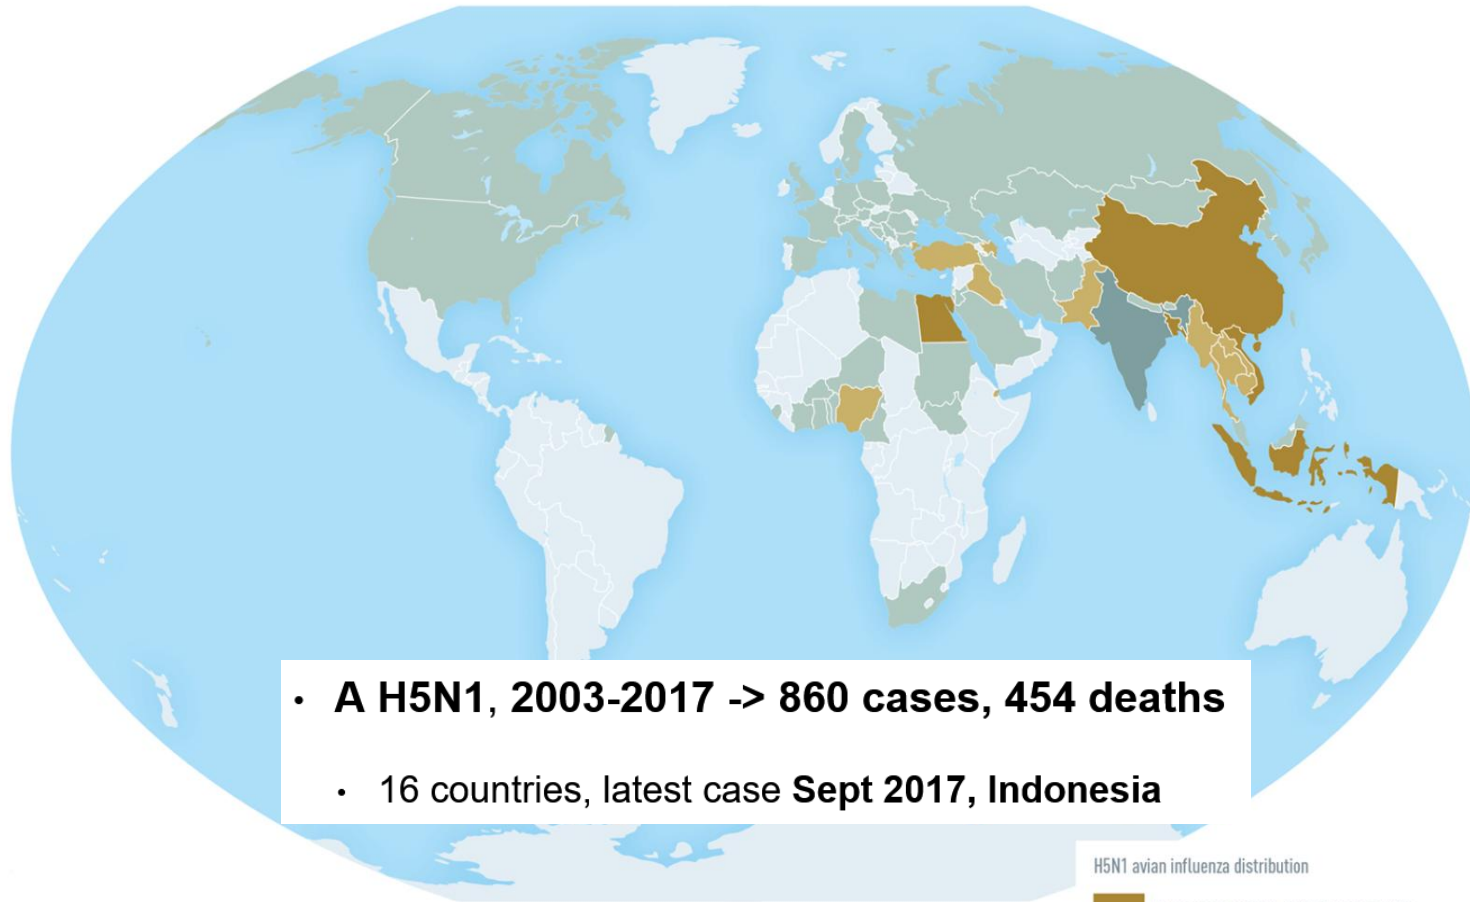 • A H5N1, 2003-2017 -> 860 cases, 454 deaths
• 16 countries, latest case Sept 2017, Indonesia
H5N1 avian influenza distribution